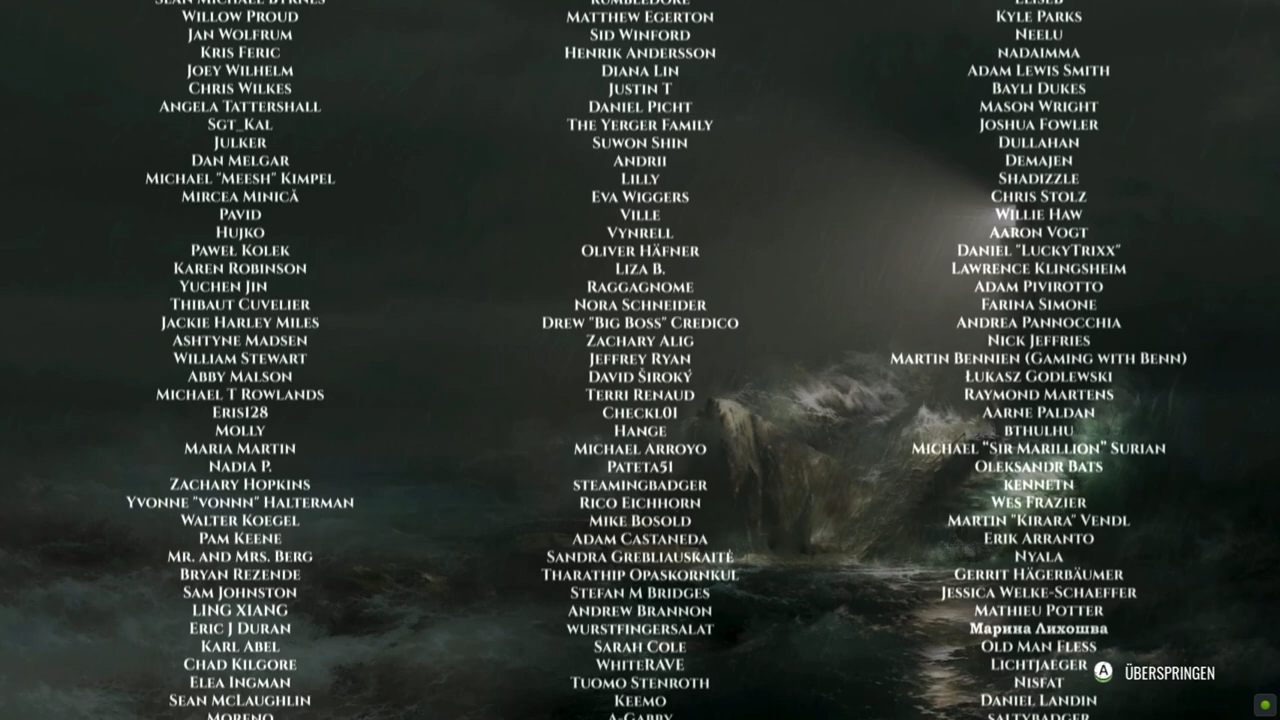 Willow Proud
Jan Wolfrum
Kris Feric
Joey Wilhelm
Chris Wilkes
Angela Tattershall
Sgt_Kal
Julker
Dan Melgar
Michael "Meesh" Kimpel
Mircea Minică
Pavid
Hujko
Paweł Kolek
Karen Robinson
Yuchen Jin
Thibaut Cuvelier
Jackie Harley Miles
Ashtyne Madsen
William Stewart
Abby Malson
Michael T Rowlands
Eris128
Molly
Maria Martin
Nadia P.
Zachary Hopkins
Yvonne "vonnn" Halterman
Walter Koegel
Pam Keene
Mr. and Mrs. Berg
Bryan Rezende
Sam Johnston
LING XIANG
Eric J Duran
Karl Abel
Chad Kilgore
Elea Ingman
Sean McLaughlin
Matthew Egerton
Sid Winford
Henrik Andersson
Diana Lin
Justin T
Daniel Picht
The Yerger Family
Suwon Shin
Andrii
Lilly
Eva Wiggers
Ville
Vynrell
Oliver Häfner
Liza B.
Raggagnome
Nora Schneider
Drew "Big Boss" Credico
Zachary Alig
Jeffrey Ryan
David Široký
Terri Renaud
Checkl01
Hange
Michael Arroyo
Pateta51
steamingbadger
Rico Eichhorn
Mike Bosold
Adam Castaneda
Sandra Grebliauskaitė
Tharathip Opaskornkul
Stefan M Bridges
Andrew Brannon
wurstfingersalat
Sarah Cole
WhiteRAVE
Tuomo Stenroth
Keemo
Kyle Parks
Neelu
nadaimma
Adam Lewis Smith
Bayli Dukes
Mason Wright
Joshua Fowler
Dullahan
Demajen
Shadizzle
Chris Stolz
Willie Haw
Aaron Vogt
Daniel "LuckyTrixx"
Lawrence Klingsheim
Adam Pivirotto
Farina Simone
Andrea Pannocchia
Nick Jeffries
Martin Bennien (Gaming with Benn)
Łukasz Godlewski
Raymond Martens
Aarne Paldan
bthulhu
Michael “Sir Marillion” Surian
Oleksandr Bats
kennetn
Wes Frazier
Martin "Kirara" Vendl
Erik Arranto
Nyala
Gerrit Hägerbäumer
Jessica Welke-Schaeffer
Mathieu Potter
Марина Лихошва
Old Man Fless
Lichtjaeger
Nisfat
Daniel Landin
A ÜBERSPRINGEN